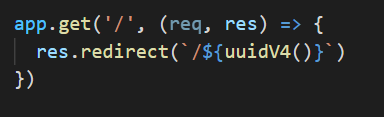 app.get('/', (req, res) => {
  res.redirect(`/${uuidV4()}`)
})